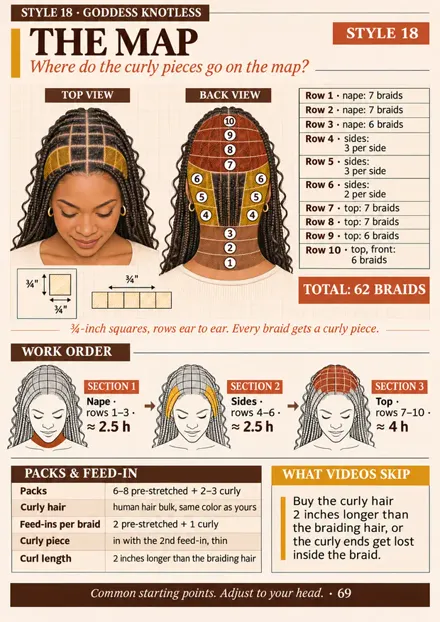 STYLE 18 · GODDESS KNOTLESS
THE MAP
STYLE 18
Where do the curly pieces go on the map?
TOP VIEW
BACK VIEW
10
9
8
7
6
6
5
5
4
4
3
2
1
¾"
¾"
¾"
Row 1 · nape: 7 braids
Row 2 · nape: 7 braids
Row 3 · nape: 6 braids
Row 4 · sides:
3 per side
Row 5 · sides:
3 per side
Row 6 · sides:
2 per side
Row 7 · top: 7 braids
Row 8 · top: 7 braids
Row 9 · top: 6 braids
Row 10 · top, front:
6 braids
TOTAL: 62 BRAIDS
¾-inch squares, rows ear to ear. Every braid gets a curly piece.
WORK ORDER
SECTION 1
Nape ·
rows 1–3 ·
≈ 2.5 h
SECTION 2
Sides ·
rows 4–6 ·
≈ 2.5 h
SECTION 3
Top ·
rows 7–10 ·
≈ 4 h
PACKS & FEED-IN
Packs 6–8 pre-stretched + 2–3 curly
Curly hair human hair bulk, same color as yours
Feed-ins per braid 2 pre-stretched + 1 curly
Curly piece in with the 2nd feed-in, thin
Curl length 2 inches longer than the braiding hair
WHAT VIDEOS SKIP
Buy the curly hair
2 inches longer than
the braiding hair, or
the curly ends get lost
inside the braid.
Common starting points. Adjust to your head. · 69